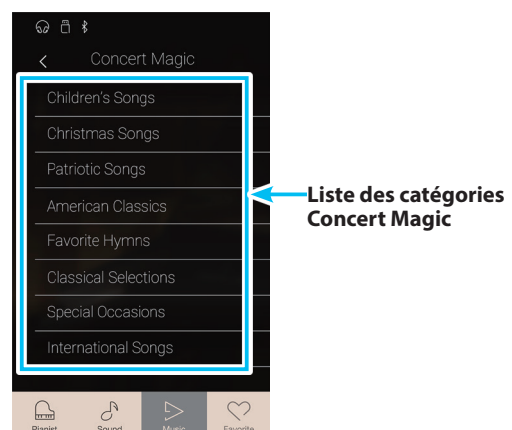 Concert Magic
Children's Songs
Christmas Songs
Patriotic Songs
American Classics
Favorite Hymns
Classical Selections
Special Occasions
International Songs
Liste des catégories
Concert Magic
Pianist
Sound
Music
Favorite